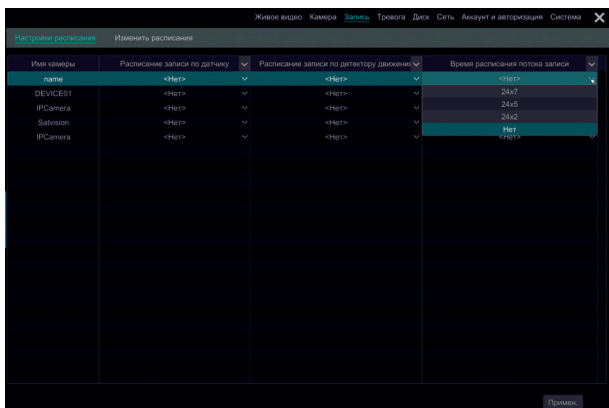 Живое видео Камера Запись Тревога Диск Сеть Аккаунт и авторизация Система
Настройки расписания Изменить расписания
Имя камеры Расписание записи по датчику Расписание записи по детектору движения Время расписания потока записи
name <Нет> <Нет> <Нет>
DEVICE01 <Нет> <Нет> 24x7
IPCamera <Нет> <Нет> 24x5
Satvision <Нет> <Нет> 24x2
Нет
IPCamera <Нет> <Нет> <Нет>
Примен.